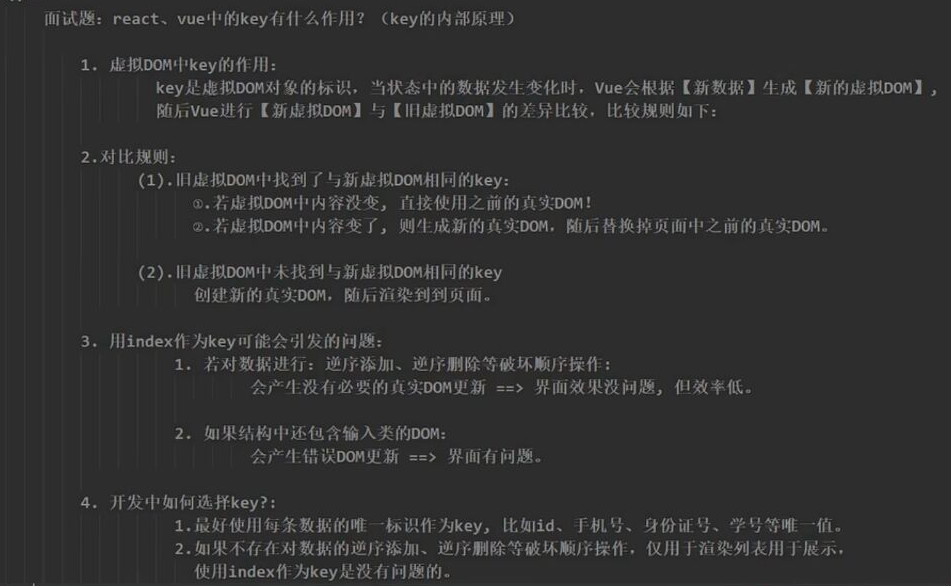 面试题：react、vue中的key有什么作用？（key的内部原理）
1. 虚拟DOM中key的作用：
key是虚拟DOM对象的标识，当状态中的数据发生变化时，Vue会根据【新数据】生成【新的虚拟DOM】,
随后Vue进行【新虚拟DOM】与【旧虚拟DOM】的差异比较，比较规则如下：
2.对比规则：
(1).旧虚拟DOM中找到了与新虚拟DOM相同的key：
①.若虚拟DOM中内容没变, 直接使用之前的真实DOM！
②.若虚拟DOM中内容变了, 则生成新的真实DOM，随后替换掉页面中之前的真实DOM。
(2).旧虚拟DOM中未找到与新虚拟DOM相同的key
创建新的真实DOM，随后渲染到到页面。
3. 用index作为key可能会引发的问题：
1. 若对数据进行：逆序添加、逆序删除等破坏顺序操作:
会产生没有必要的真实DOM更新 ==> 界面效果没问题, 但效率低。
2. 如果结构中还包含输入类的DOM：
会产生错误DOM更新 ==> 界面有问题。
4. 开发中如何选择key?:
1.最好使用每条数据的唯一标识作为key, 比如id、手机号、身份证号、学号等唯一值。
2.如果不存在对数据的逆序添加、逆序删除等破坏顺序操作，仅用于渲染列表用于展示，
使用index作为key是没有问题的。